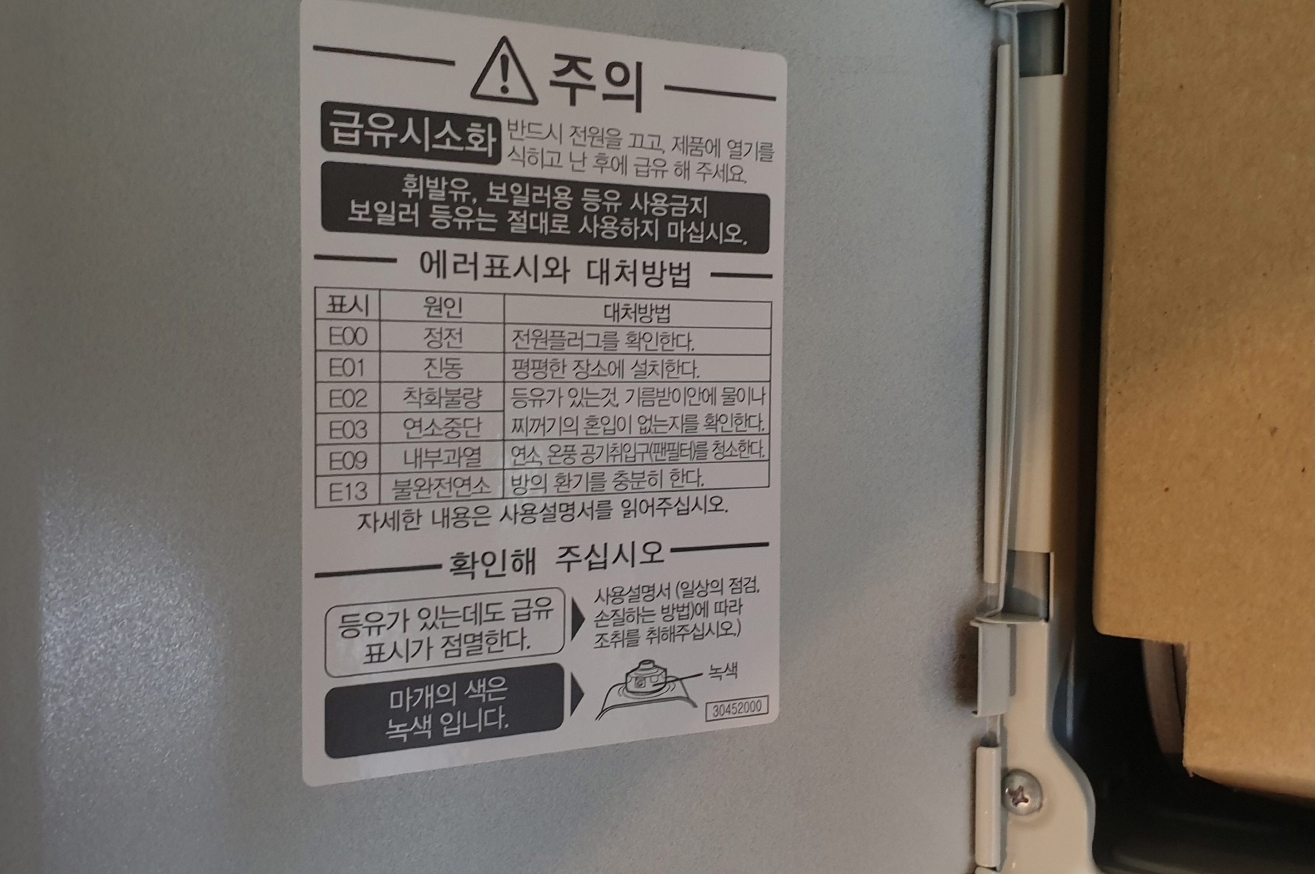 주의
급유시소화 반드시 전원을 끄고, 제품에 열기를
식히고 난 후에 급유 해 주세요.
휘발유, 보일러용 등유 사용금지
보일러 등유는 절대로 사용하지 마십시오.
에러표시와 대처방법
표시 원인 대처방법
E00 정전 전원플러그를 확인한다.
E01 진동 평평한 장소에 설치한다.
E02 착화불량 등유가 있는것, 기름받이안에 물이나
E03 연소중단 찌꺼기의 혼입이 없는지를 확인한다.
E09 내부과열 연소, 온풍 공기취입구(팬필터)를 청소한다.
E13 불완전연소 방의 환기를 충분히 한다.
자세한 내용은 사용설명서를 읽어주십시오.
확인해 주십시오
등유가 있는데도 급유
표시가 점멸한다.
사용설명서 (일상의 점검,
손질하는 방법)에 따라
조취를 취해주십시오.)
마개의 색은
녹색 입니다.
녹색
30452000